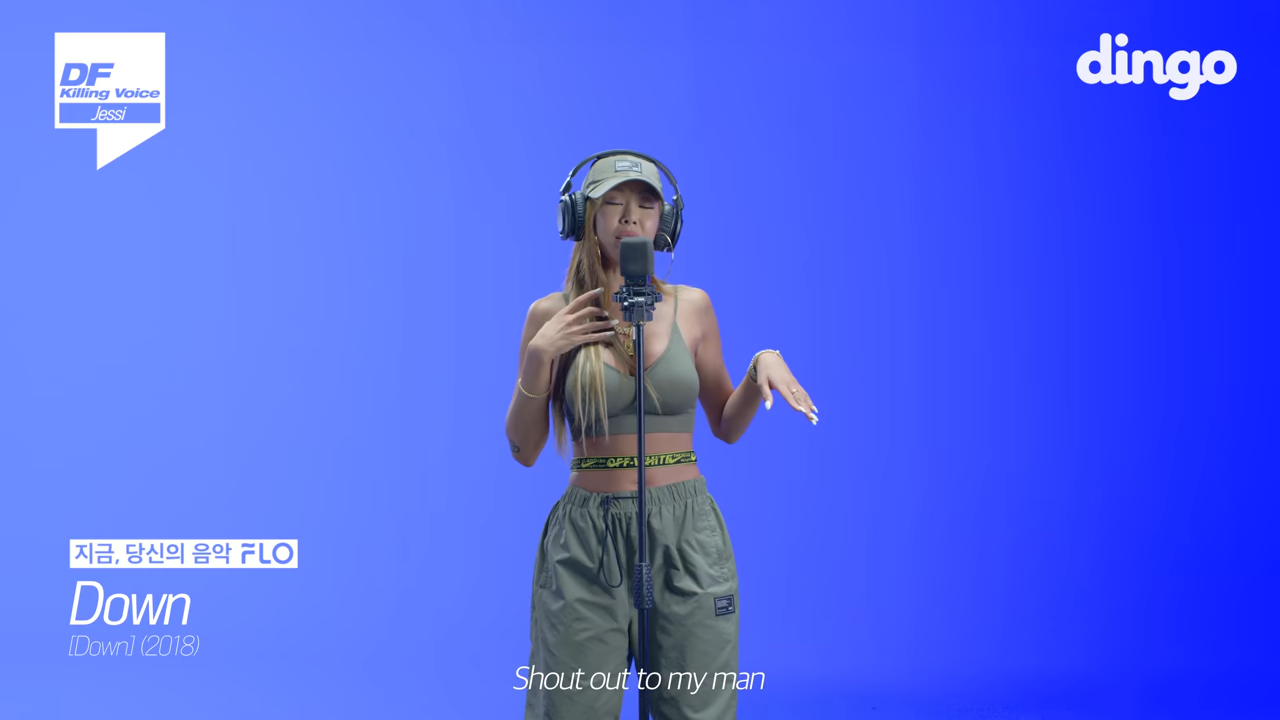 DF
Killing Voice
Jessi
dingo
OFF-WHITE
지금, 당신의 음악 FLO
Down
[Down] (2018)
Shout out to my man